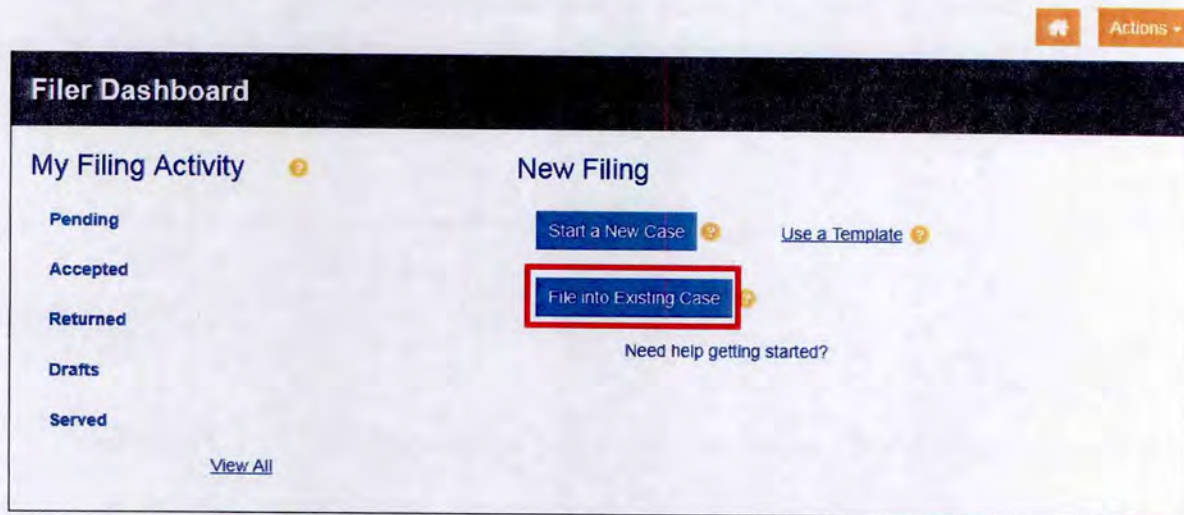 Actions
Filer Dashboard
My Filing Activity ?
New Filing
Pending
Start a New Case ?
Use a Template ?
Accepted
File into Existing Case ?
Returned
Need help getting started?
Drafts
Served
View All